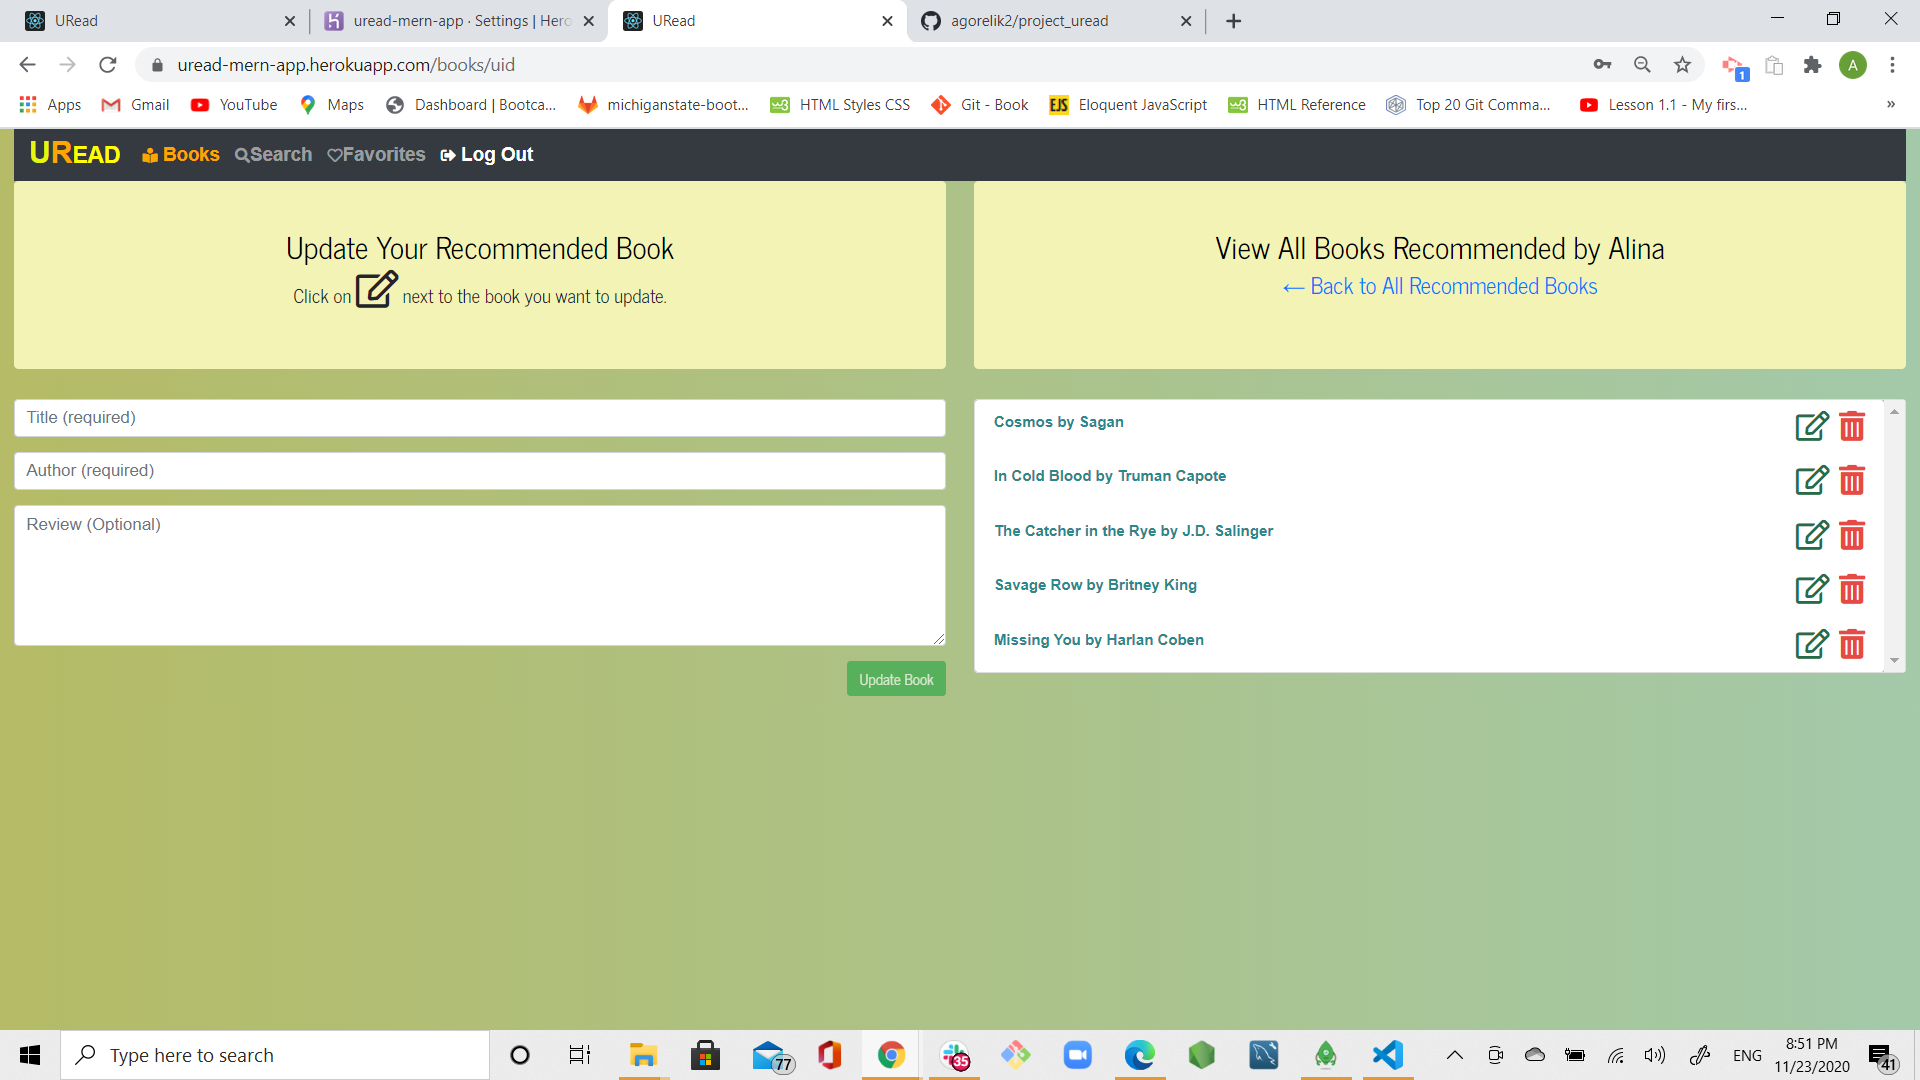 URead
uread-mern-app · Settings | Hero
URead
agorelik2/project_uread
uread-mern-app.herokuapp.com/books/uid
1
A
Apps
Gmail
YouTube
Maps
Dashboard | Bootca...
michiganstate-boot...
HTML Styles CSS
Git - Book
EJS
Eloquent JavaScript
HTML Reference
Top 20 Git Comma...
Lesson 1.1 - My firs...
»
URead
Books
Search
Favorites
Log Out
Update Your Recommended Book
Click on next to the book you want to update.
View All Books Recommended by Alina
← Back to All Recommended Books
Title (required)
Author (required)
Review (Optional)
Update Book
Cosmos by Sagan
In Cold Blood by Truman Capote
The Catcher in the Rye by J.D. Salinger
Savage Row by Britney King
Missing You by Harlan Coben
Type here to search
77
35
ENG
8:51 PM
11/23/2020
41